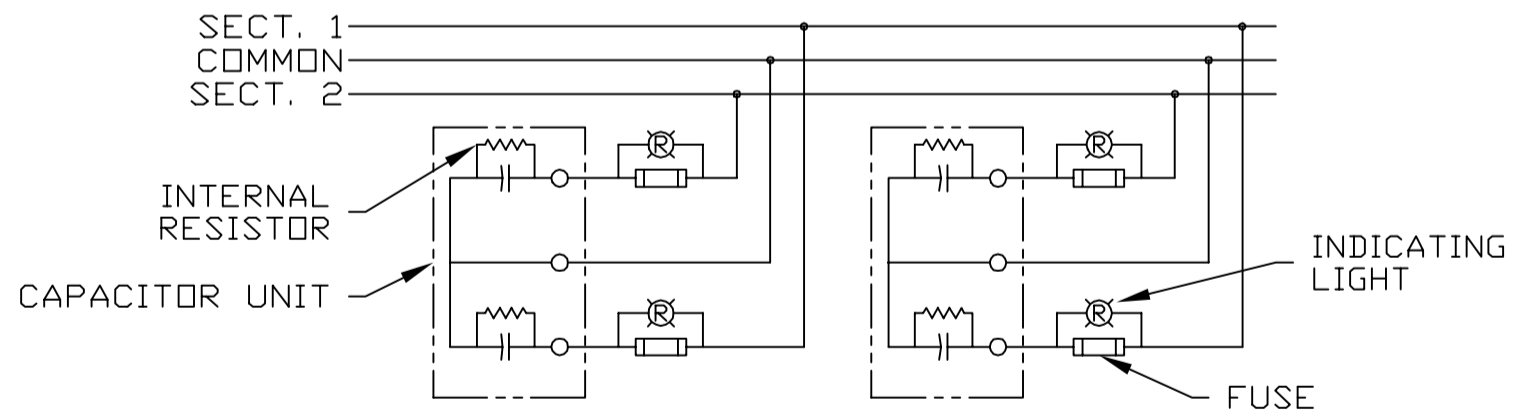 SECT. 1
COMMON
SECT. 2
R
R
INTERNAL
RESISTOR
INDICATING
LIGHT
CAPACITOR UNIT
R
R
FUSE